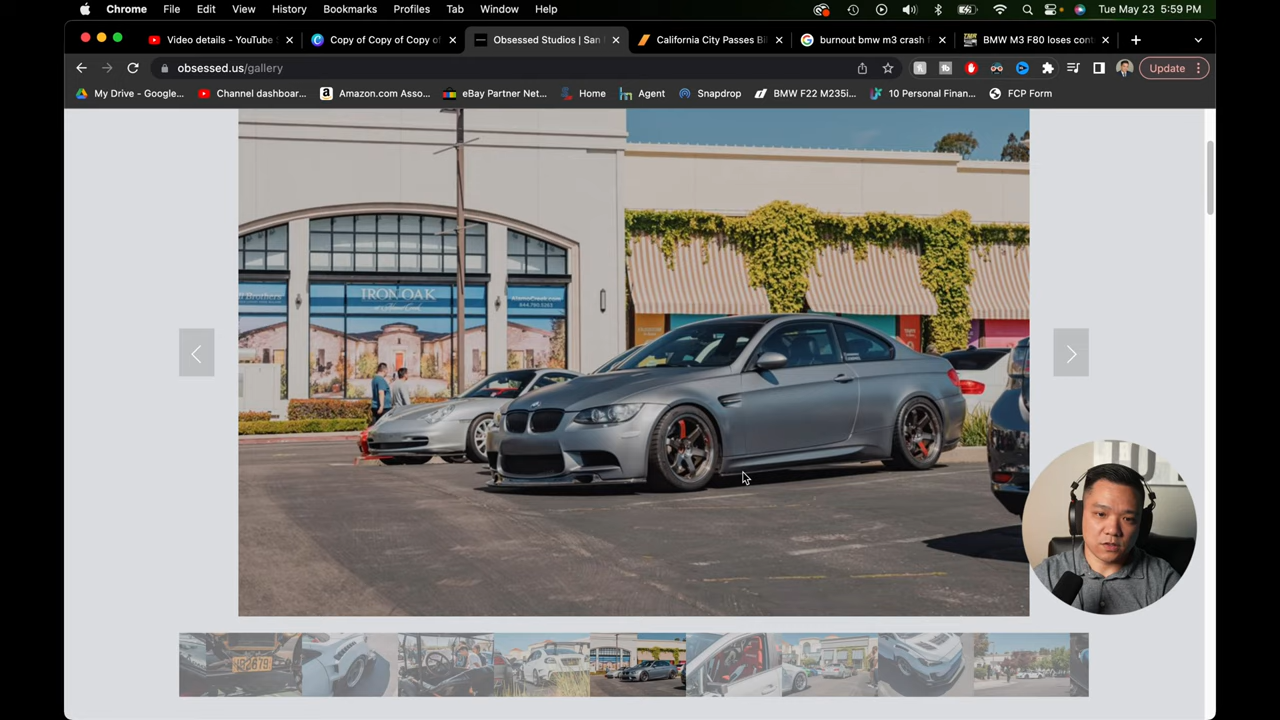 Chrome File Edit View History Bookmarks Profiles Tab Window Help Tue May 23 5:59 PM
Video details - YouTube Copy of Copy of Copy of Obsessed Studios | San California City Passes Bi burnout bmw m3 crash BMW M3 F80 loses con
obsessed.us/gallery Update
My Drive - Google... Channel dashboar... Amazon.com Asso... eBay Partner Net... Home Agent Snapdrop BMW F22 M235i... 10 Personal Finan... FCP Form
IRON OAK